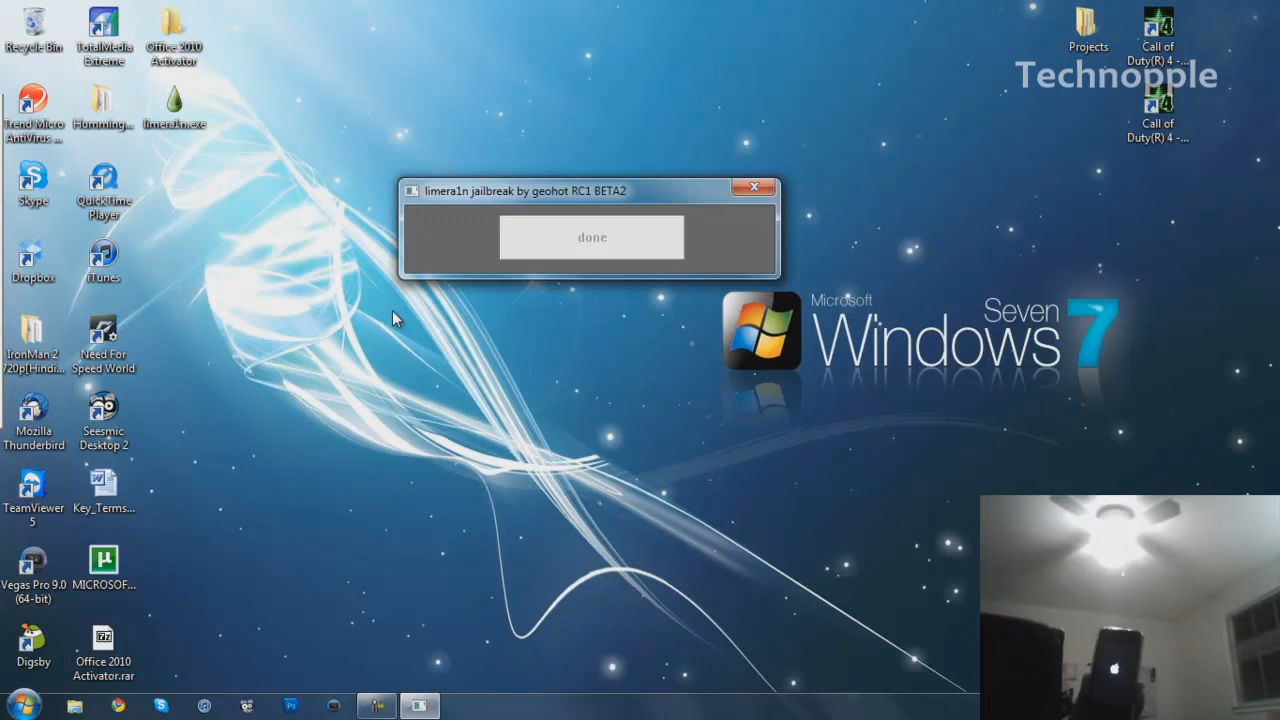 Recycle Bin
TotalMedia
Extreme
Office 2010
Activator
Projects
Call of
Duty(R) 4 -...
Technopple
Trend Micro
AntiVirus ...
Humming...
limera1n.exe
Call of
Duty(R) 4 -...
Skype
QuickTime
Player
limera1n jailbreak by geohot RC1 BETA2
done
Dropbox
iTunes
Microsoft
Windows Seven 7
IronMan 2
720p[Hindi...
Need For
Speed World
Mozilla
Thunderbird
Seesmic
Desktop 2
TeamViewer
5
Key_Terms...
Vegas Pro 9.0
(64-bit)
MICROSOF...
Digsby
Office 2010
Activator.rar